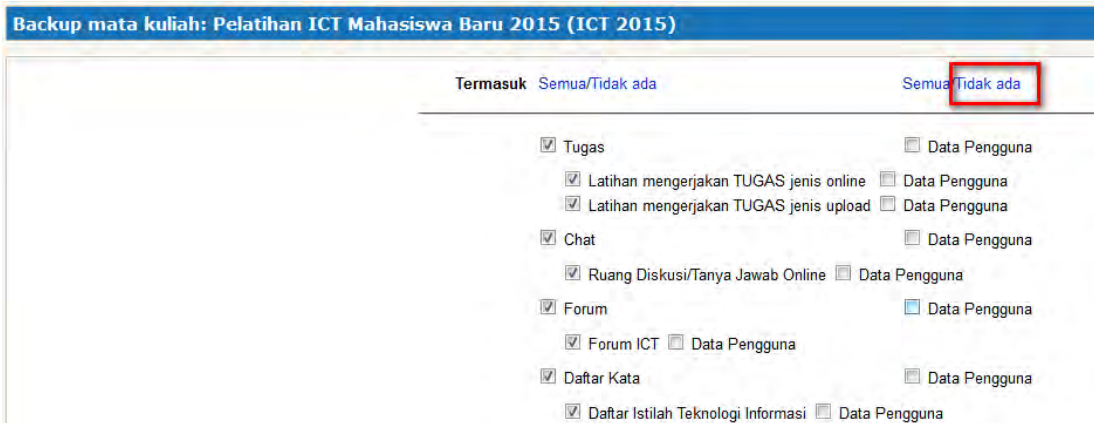 Backup mata kuliah: Pelatihan ICT Mahasiswa Baru 2015 (ICT 2015)
Termasuk Semua/Tidak ada Semua/Tidak ada
Tugas Data Pengguna
Latihan mengerjakan TUGAS jenis online Data Pengguna
Latihan mengerjakan TUGAS jenis upload Data Pengguna
Chat Data Pengguna
Ruang Diskusi/Tanya Jawab Online Data Pengguna
Forum Data Pengguna
Forum ICT Data Pengguna
Daftar Kata Data Pengguna
Daftar Istilah Teknologi Informasi Data Pengguna